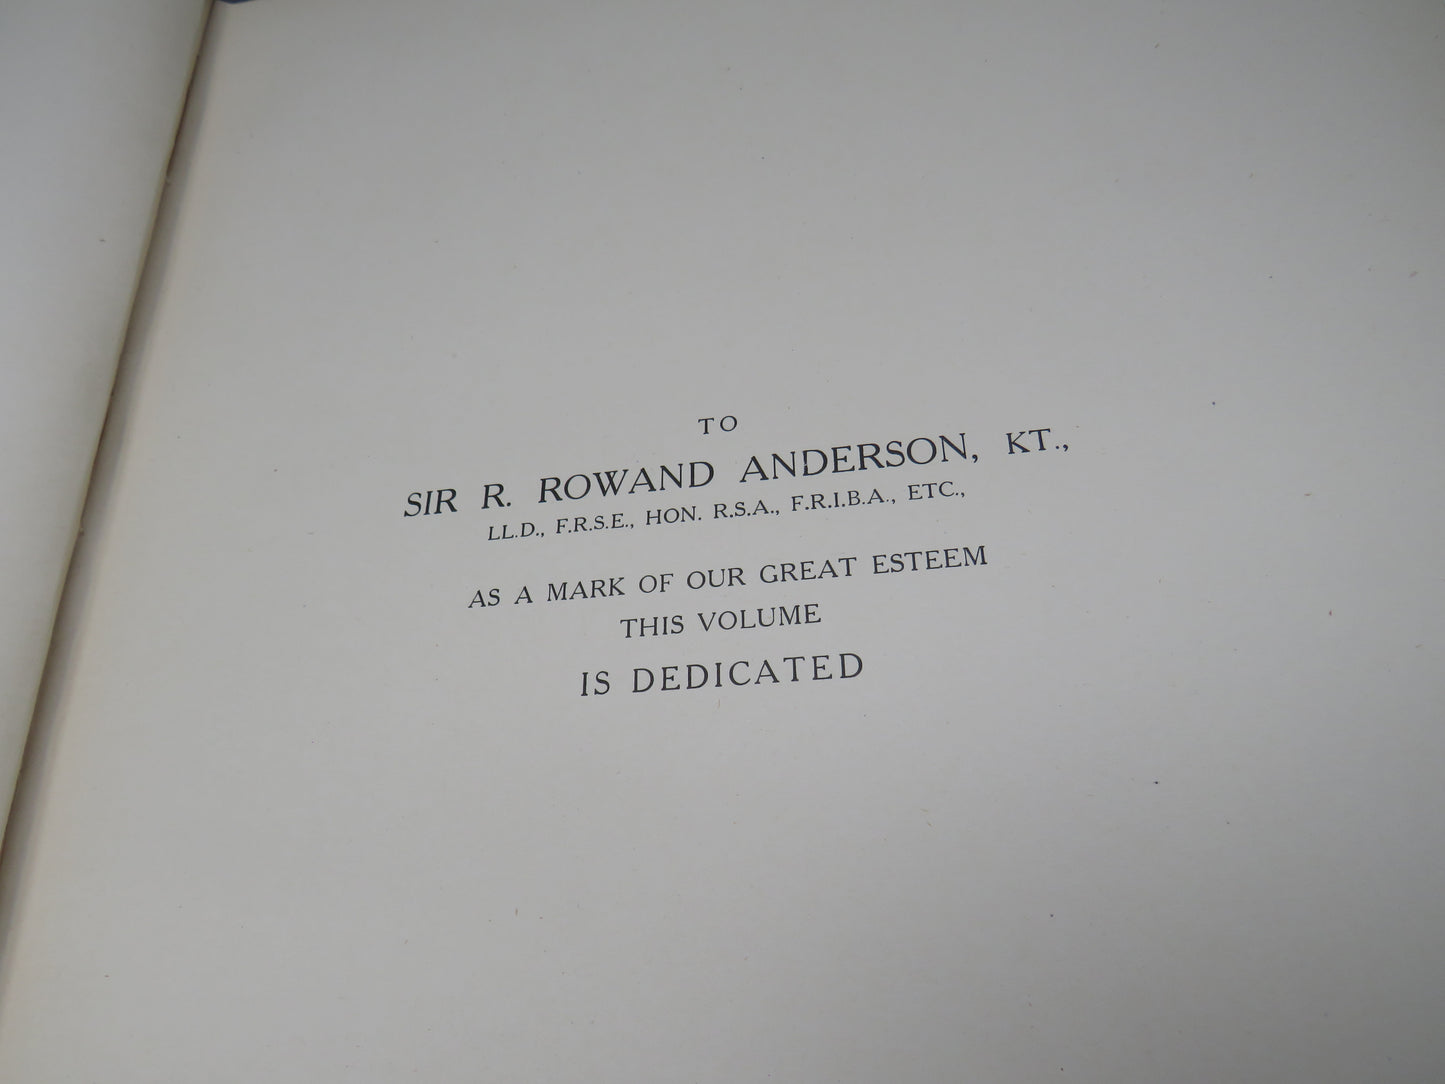 TO
SIR R. ROWAND ANDERSON, KT.,
LL.D., F.R.S.E., HON. R.S.A., F.R.I.B.A., ETC.,
AS A MARK OF OUR GREAT ESTEEM
THIS VOLUME
IS DEDICATED